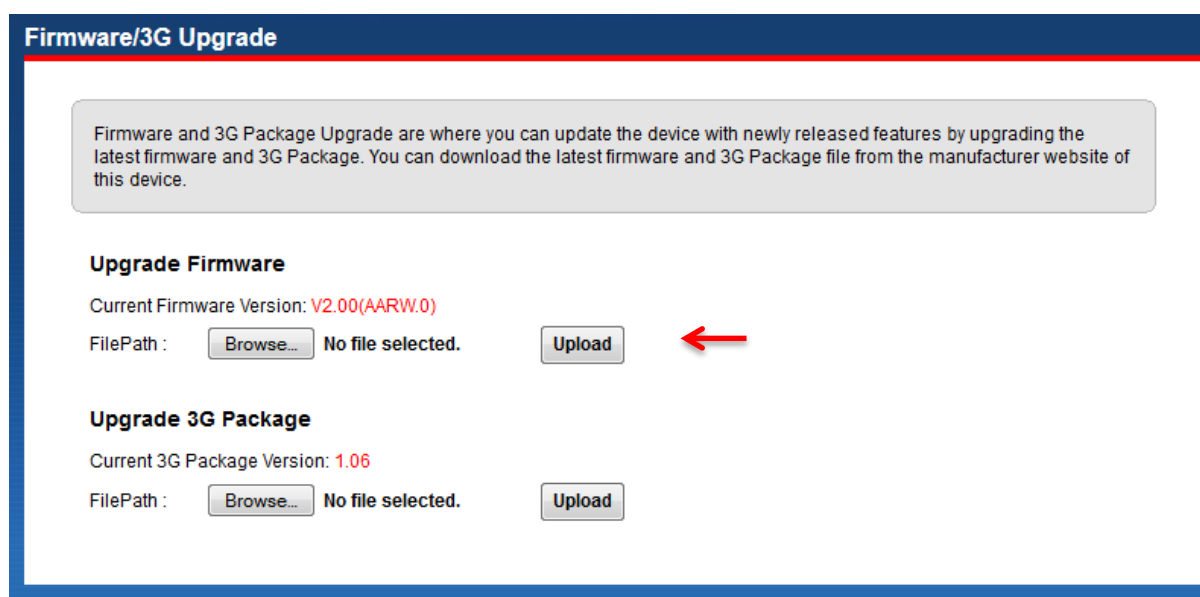 Firmware/3G Upgrade
Firmware and 3G Package Upgrade are where you can update the device with newly released features by upgrading the
latest firmware and 3G Package. You can download the latest firmware and 3G Package file from the manufacturer website of
this device.
Upgrade Firmware
Current Firmware Version: V2.00(AARW.0)
FilePath : Browse... No file selected. Upload
Upgrade 3G Package
Current 3G Package Version: 1.06
FilePath : Browse... No file selected. Upload